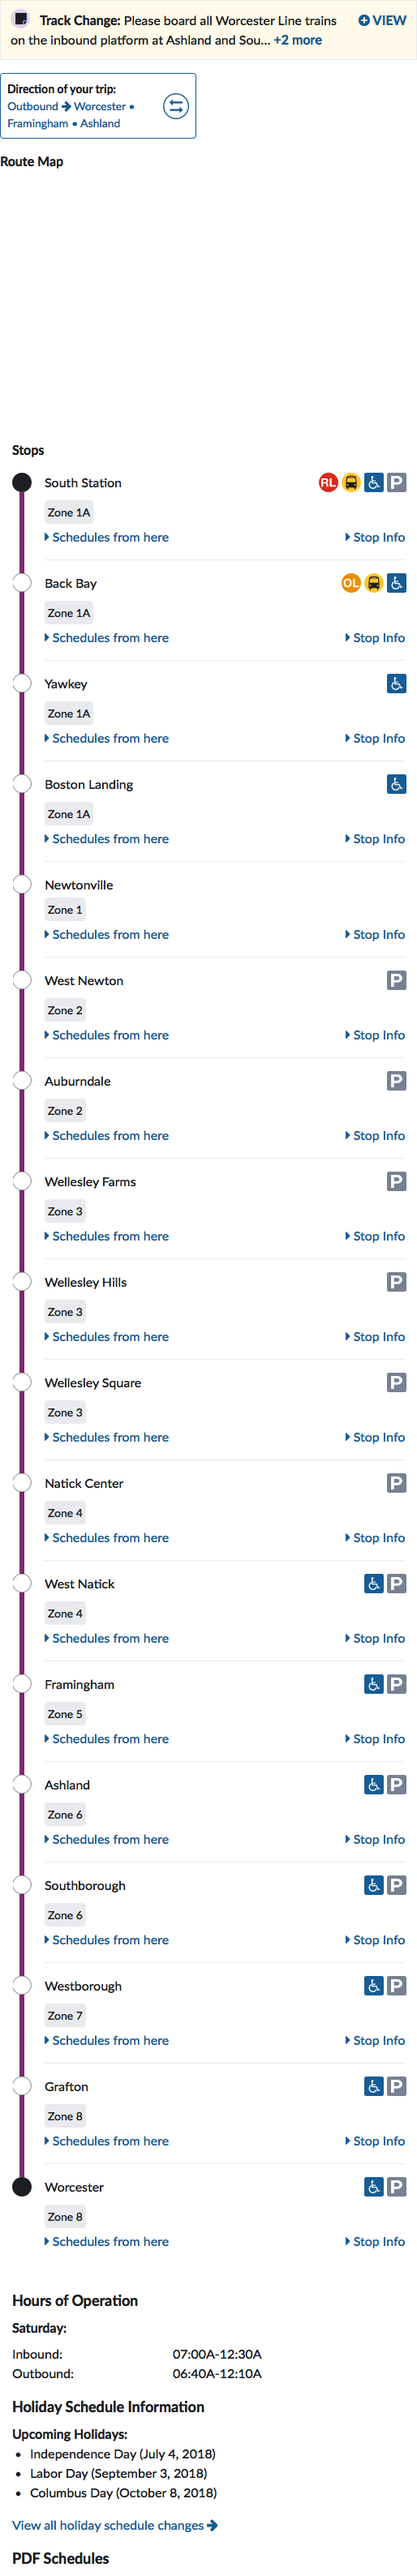 Track Change: Please board all Worcester Line trains
VIEW
on the inbound platform at Ashland and Sou... +2 more
Direction of your trip:
Outbound → Worcester •
Framingham • Ashland
Route Map
Stops
South Station
RL
P
Zone 1A
Schedules from here
Stop Info
Back Bay
OL
Zone 1A
Schedules from here
Stop Info
Yawkey
Zone 1A
Schedules from here
Stop Info
Boston Landing
Zone 1A
Schedules from here
Stop Info
Newtonville
Zone 1
Schedules from here
Stop Info
West Newton
P
Zone 2
Schedules from here
Stop Info
Auburndale
P
Zone 2
Schedules from here
Stop Info
Wellesley Farms
P
Zone 3
Schedules from here
Stop Info
Wellesley Hills
P
Zone 3
Schedules from here
Stop Info
Wellesley Square
P
Zone 3
Schedules from here
Stop Info
Natick Center
P
Zone 4
Schedules from here
Stop Info
West Natick
P
Zone 4
Schedules from here
Stop Info
Framingham
P
Zone 5
Schedules from here
Stop Info
Ashland
P
Zone 6
Schedules from here
Stop Info
Southborough
P
Zone 6
Schedules from here
Stop Info
Westborough
P
Zone 7
Schedules from here
Stop Info
Grafton
P
Zone 8
Schedules from here
Stop Info
Worcester
P
Zone 8
Schedules from here
Stop Info
Hours of Operation
Saturday:
Inbound: 07:00A-12:30A
Outbound: 06:40A-12:10A
Holiday Schedule Information
Upcoming Holidays:
• Independence Day (July 4, 2018)
• Labor Day (September 3, 2018)
• Columbus Day (October 8, 2018)
View all holiday schedule changes →
PDF Schedules